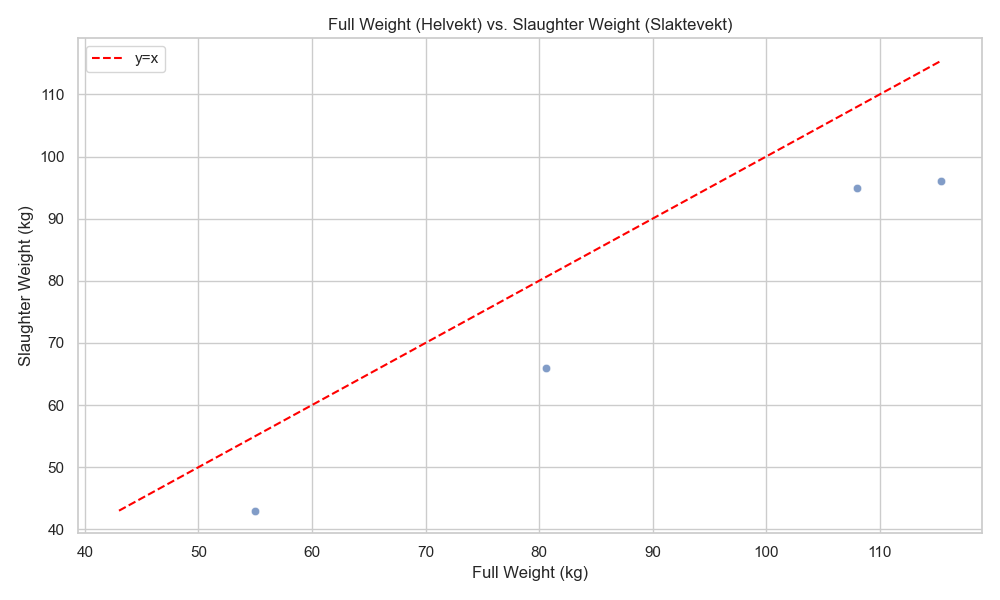 Full Weight (Helvekt) vs. Slaughter Weight (Slaktevekt)
y=x
Slaughter Weight (kg)
110
100
90
80
70
60
50
40
40 50 60 70 80 90 100 110
Full Weight (kg)